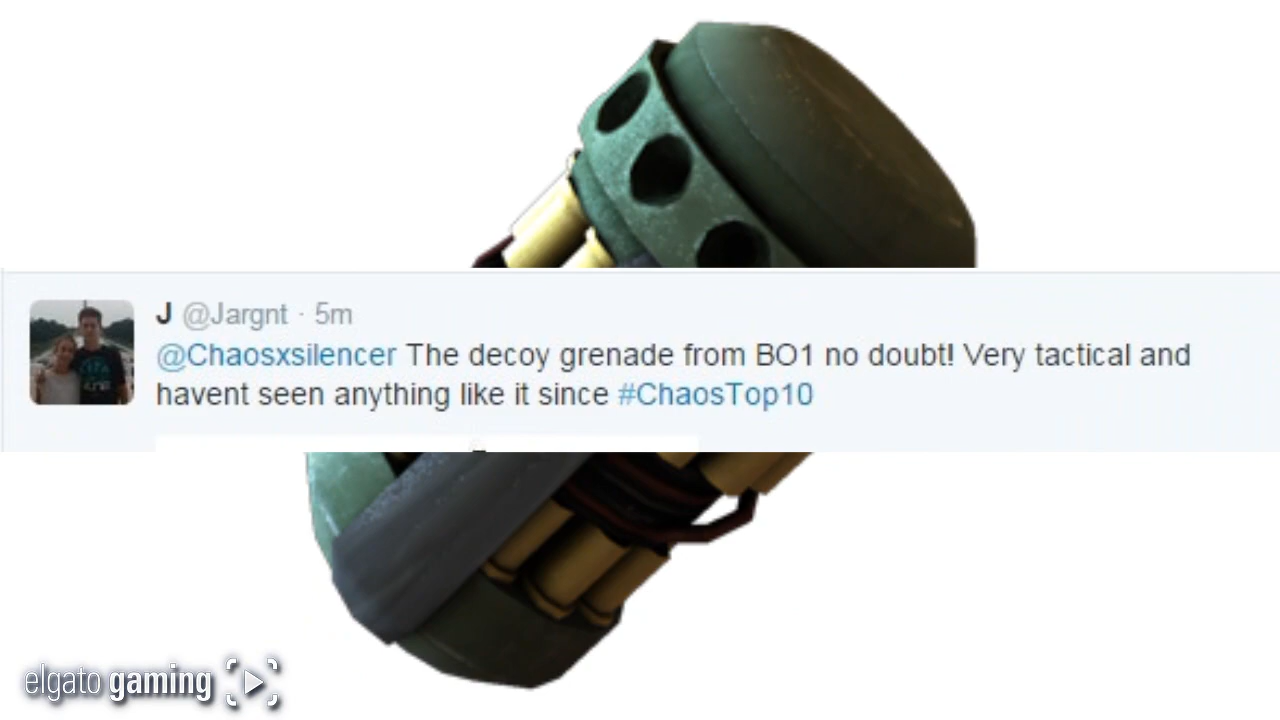 J @Jargnt · 5m
@Chaosxsilencer The decoy grenade from BO1 no doubt! Very tactical and
havent seen anything like it since #ChaosTop10
elgato gaming